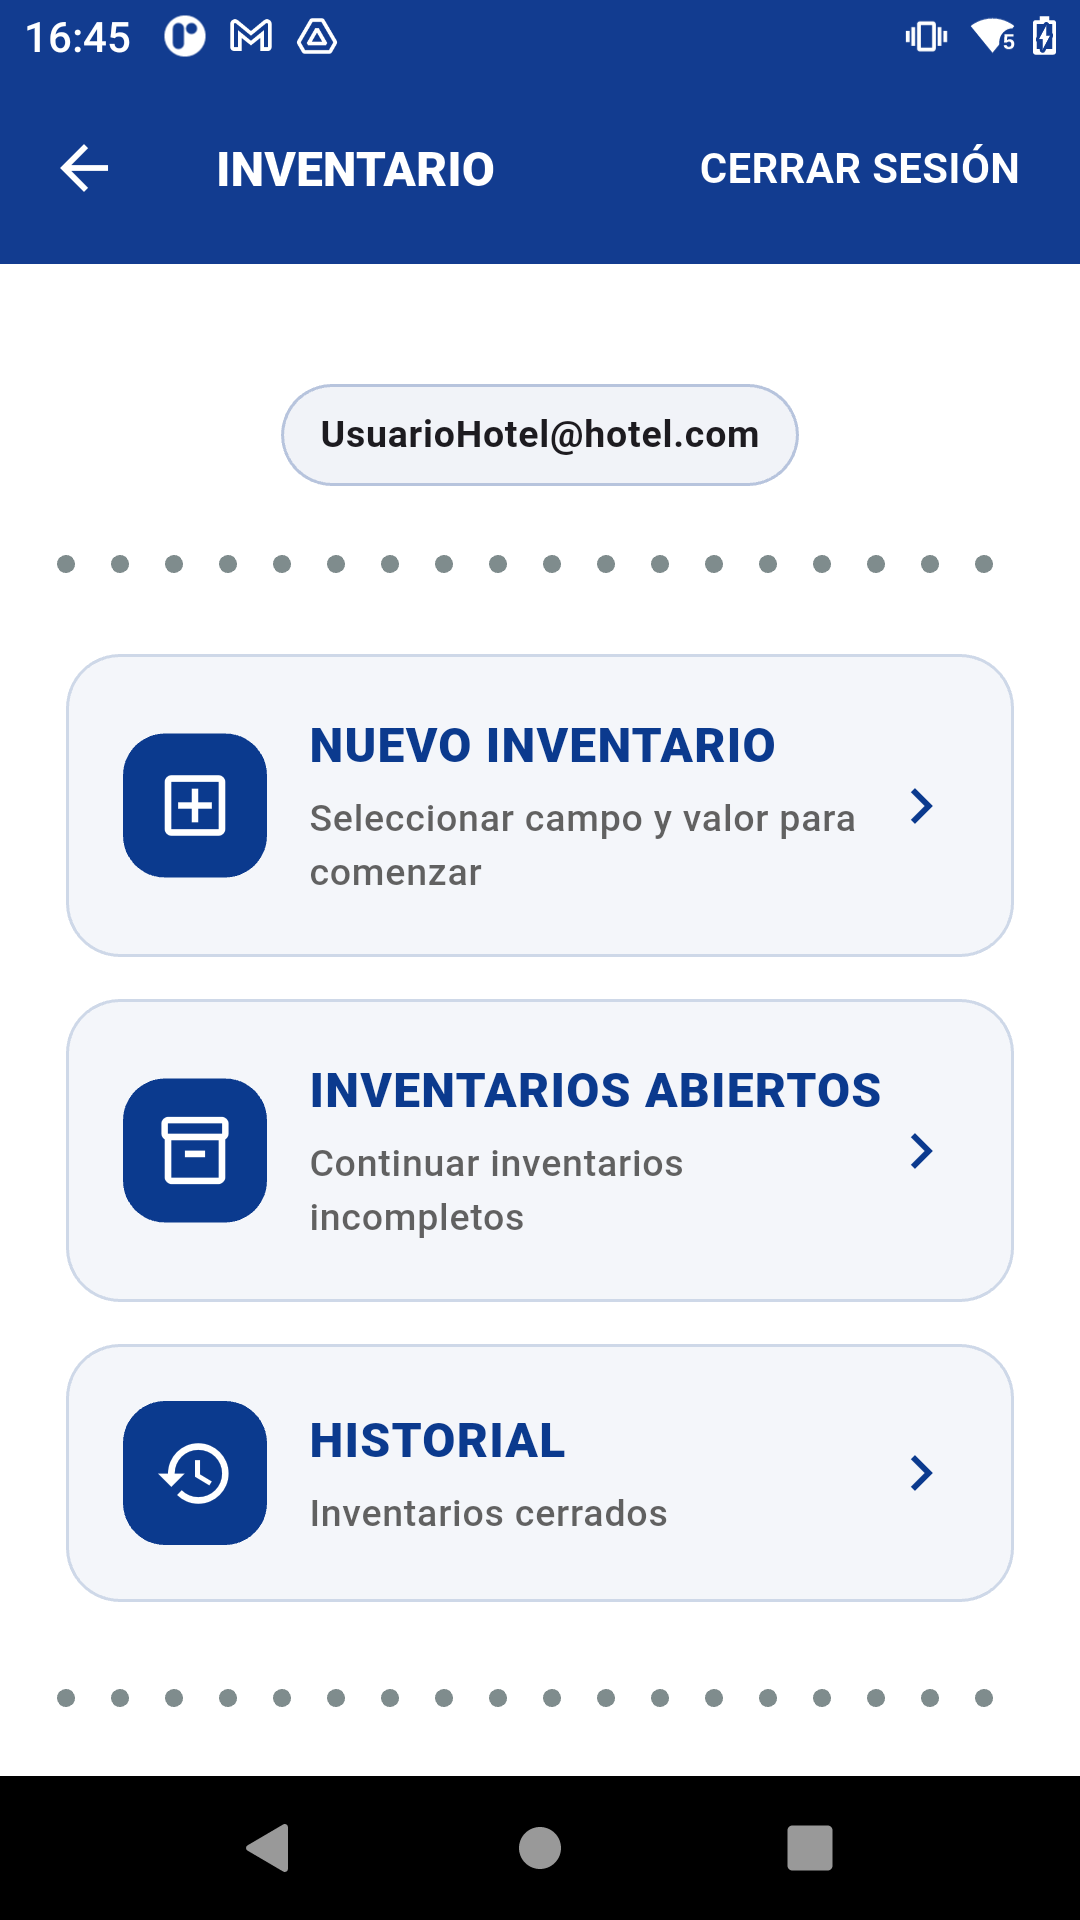 16:45
5
INVENTARIO
CERRAR SESIÓN
UsuarioHotel@hotel.com
NUEVO INVENTARIO
Seleccionar campo y valor para
comenzar
INVENTARIOS ABIERTOS
Continuar inventarios
incompletos
HISTORIAL
Inventarios cerrados